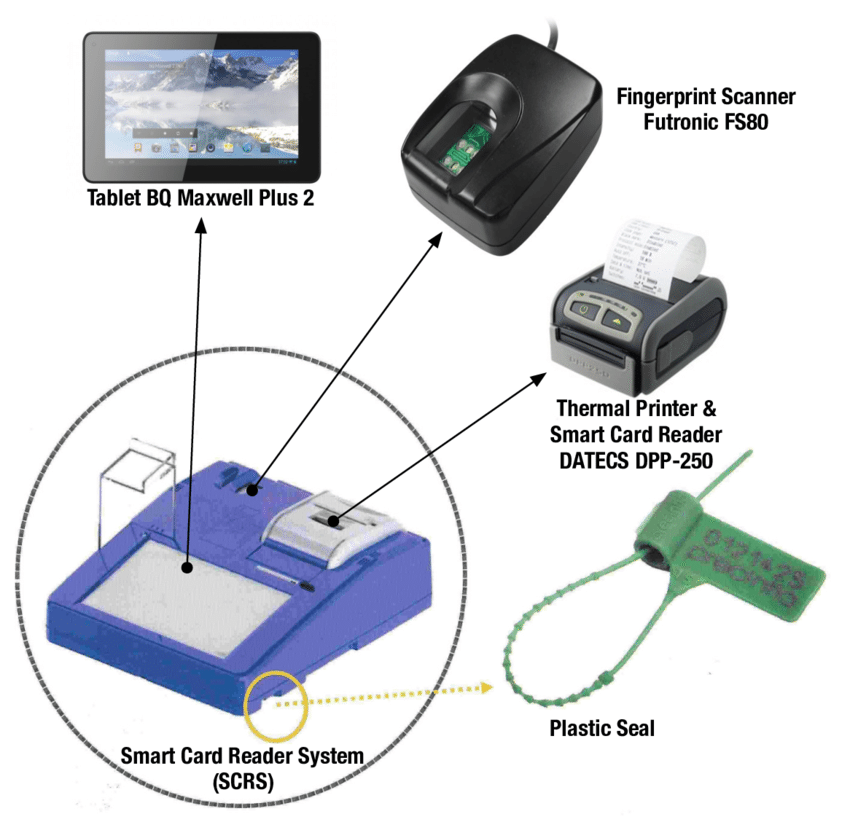 Fingerprint Scanner
Futronic FS80
Tablet BQ Maxwell Plus 2
Thermal Printer &
Smart Card Reader
DATECS DPP-250
Plastic Seal
Smart Card Reader System
(SCRS)